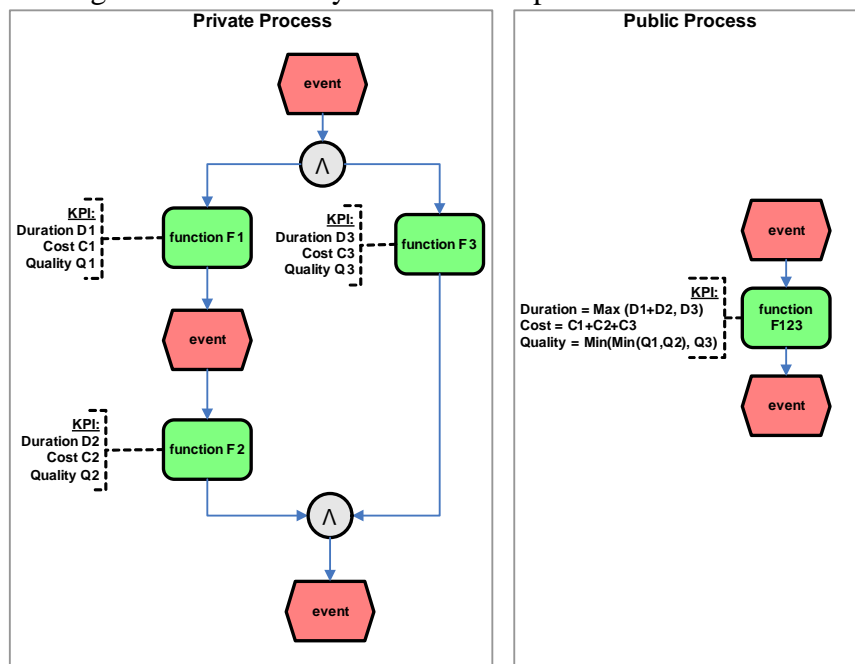 Private Process
event
Λ
KPI:
Duration D1
Cost C1
Quality Q1
function F1
KPI:
Duration D3
Cost C3
Quality Q3
function F3
event
KPI:
Duration D2
Cost C2
Quality Q2
function F2
Λ
event
Public Process
event
KPI:
Duration = Max (D1+D2, D3)
Cost = C1+C2+C3
Quality = Min(Min(Q1,Q2), Q3)
function
F123
event